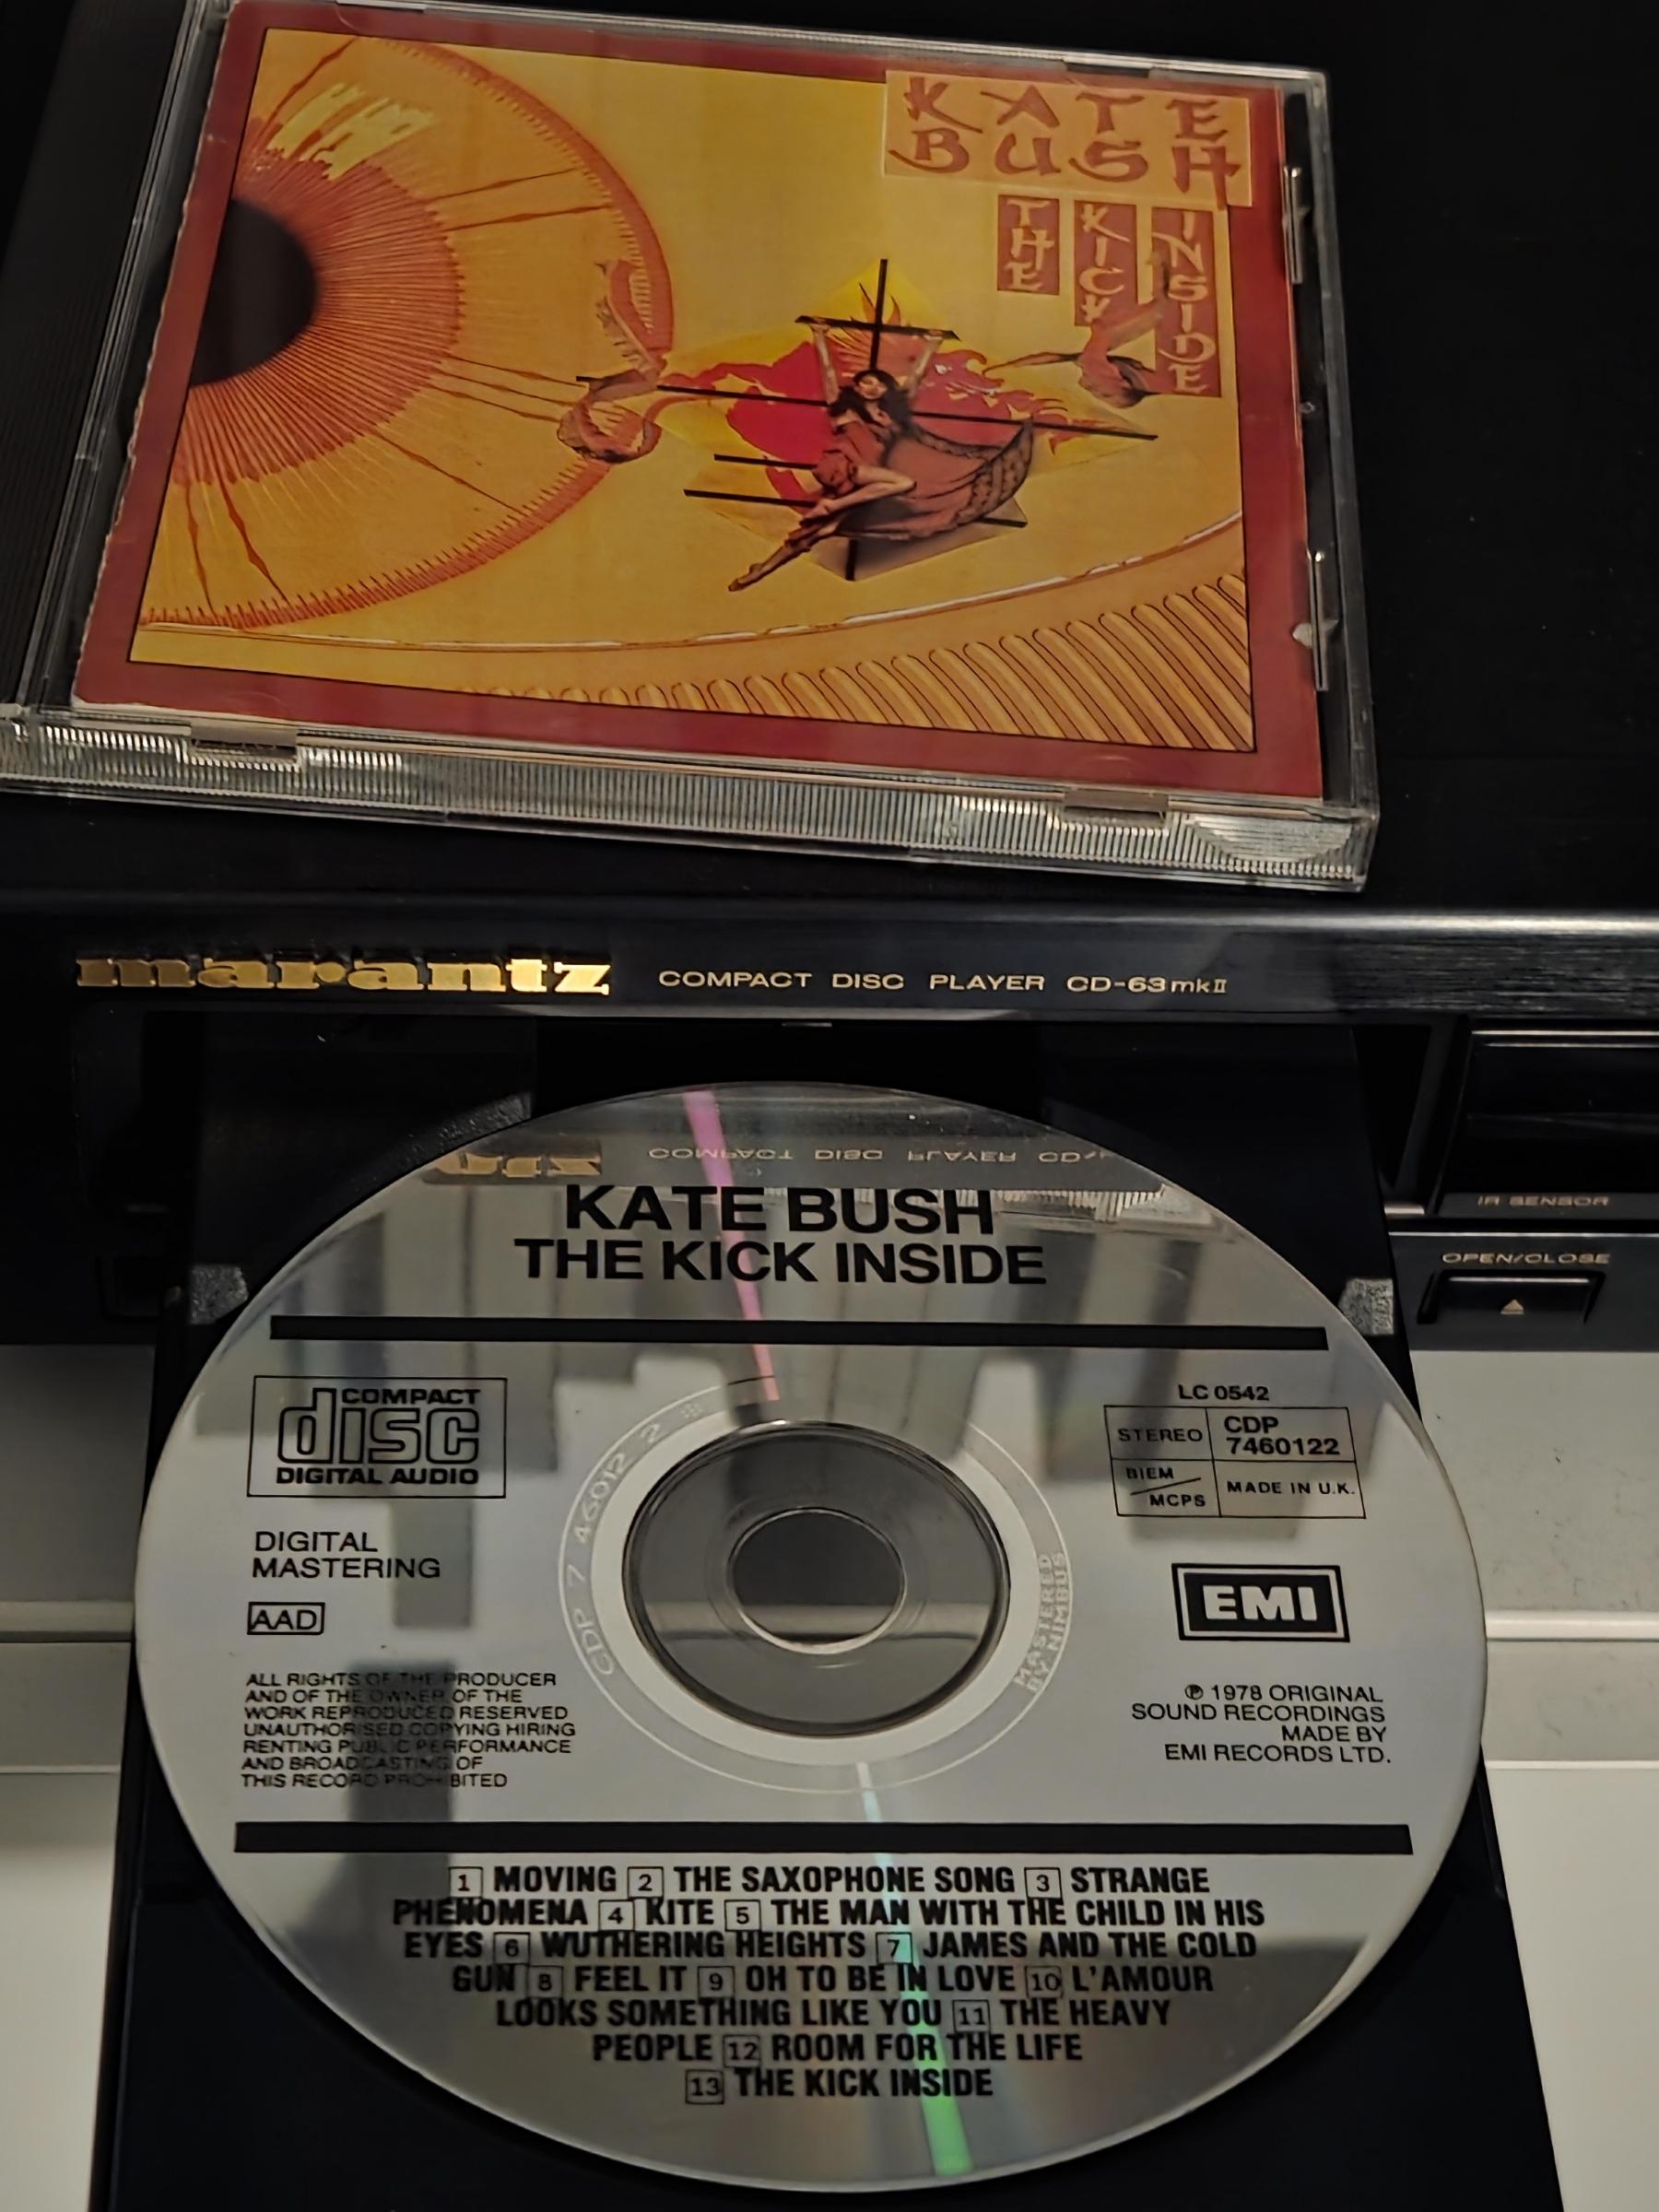 KATE
BUSH
THE KICK INSIDE
marantz COMPACT DISC PLAYER CD-63mkII
COMPACT DISC PLAYER CD-
IR SENSOR
OPEN/CLOSE
KATE BUSH
THE KICK INSIDE
COMPACT
disc
DIGITAL AUDIO
DIGITAL
MASTERING
AAD
ALL RIGHTS OF THE PRODUCER
AND OF THE OWNER OF THE
WORK REPRODUCED RESERVED
UNAUTHORISED COPYING HIRING
RENTING PUBLIC PERFORMANCE
AND BROADCASTING OF
THIS RECORD PROHIBITED
CDP 7 46012 2
MASTERED
BY NIMBUS
LC 0542
STEREO
CDP
7460122
BIEM
MCPS
MADE IN U.K.
EMI
℗ 1978 ORIGINAL
SOUND RECORDINGS
MADE BY
EMI RECORDS LTD.
1 MOVING 2 THE SAXOPHONE SONG 3 STRANGE
PHENOMENA 4 KITE 5 THE MAN WITH THE CHILD IN HIS
EYES 6 WUTHERING HEIGHTS 7 JAMES AND THE COLD
GUN 8 FEEL IT 9 OH TO BE IN LOVE 10 L'AMOUR
LOOKS SOMETHING LIKE YOU 11 THE HEAVY
PEOPLE 12 ROOM FOR THE LIFE
13 THE KICK INSIDE